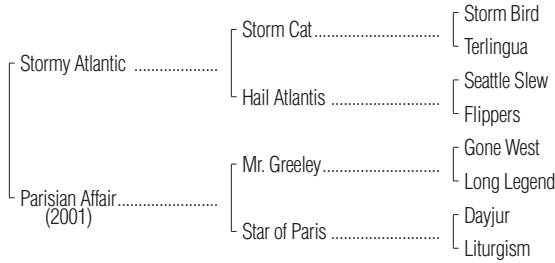 Storm Bird
Storm Cat
Terlingua
Stormy Atlantic
Seattle Slew
Hail Atlantis
Flippers
Gone West
Mr. Greeley
Long Legend
Parisian Affair
(2001)
Dayjur
Star of Paris
Liturgism